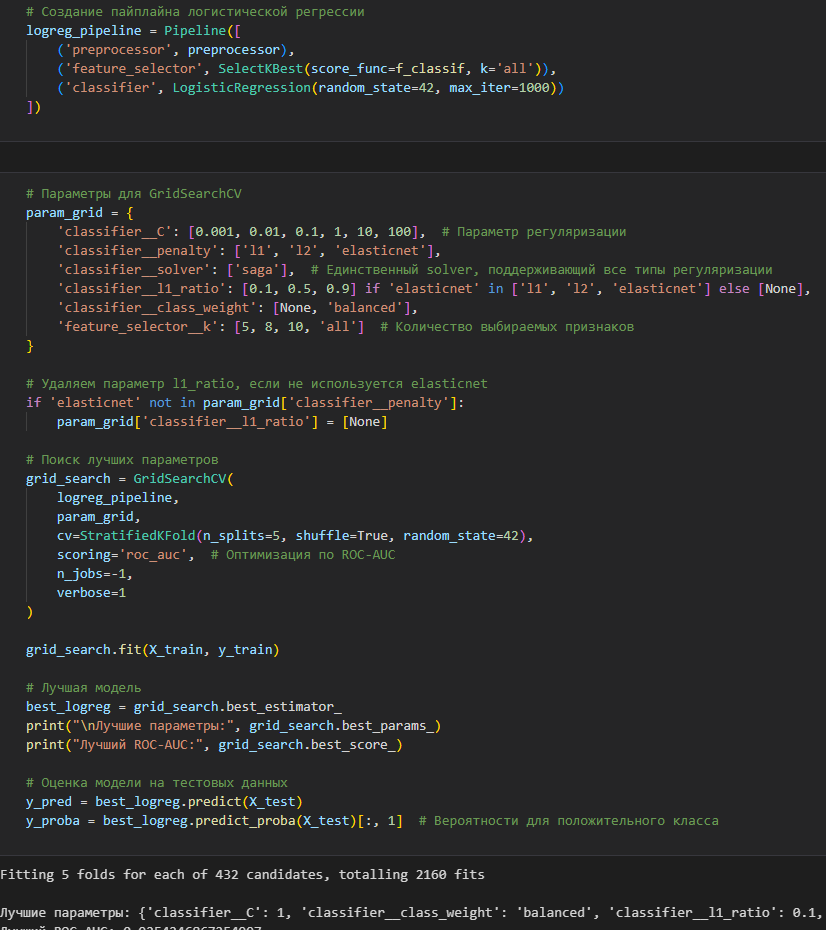 # Создание пайплайна логистической регрессии
logreg_pipeline = Pipeline([
    ('preprocessor', preprocessor),
    ('feature_selector', SelectKBest(score_func=f_classif, k='all')),
    ('classifier', LogisticRegression(random_state=42, max_iter=1000))
])
# Параметры для GridSearchCV
param_grid = {
    'classifier__C': [0.001, 0.01, 0.1, 1, 10, 100],  # Параметр регуляризации
    'classifier__penalty': ['l1', 'l2', 'elasticnet'],
    'classifier__solver': ['saga'],  # Единственный solver, поддерживающий все типы регуляризации
    'classifier__l1_ratio': [0.1, 0.5, 0.9] if 'elasticnet' in ['l1', 'l2', 'elasticnet'] else [None],
    'classifier__class_weight': [None, 'balanced'],
    'feature_selector__k': [5, 8, 10, 'all']  # Количество выбираемых признаков
}
# Удаляем параметр l1_ratio, если не используется elasticnet
if 'elasticnet' not in param_grid['classifier__penalty']:
    param_grid['classifier__l1_ratio'] = [None]
# Поиск лучших параметров
grid_search = GridSearchCV(
    logreg_pipeline,
    param_grid,
    cv=StratifiedKFold(n_splits=5, shuffle=True, random_state=42),
    scoring='roc_auc',  # Оптимизация по ROC-AUC
    n_jobs=-1,
    verbose=1
)
grid_search.fit(X_train, y_train)
# Лучшая модель
best_logreg = grid_search.best_estimator_
print("\nЛучшие параметры:", grid_search.best_params_)
print("Лучший ROC-AUC:", grid_search.best_score_)
# Оценка модели на тестовых данных
y_pred = best_logreg.predict(X_test)
y_proba = best_logreg.predict_proba(X_test)[:, 1]  # Вероятности для положительного класса
Fitting 5 folds for each of 432 candidates, totalling 2160 fits
Лучшие параметры: {'classifier__C': 1, 'classifier__class_weight': 'balanced', 'classifier__l1_ratio': 0.1,
Лучший ROC-AUC: